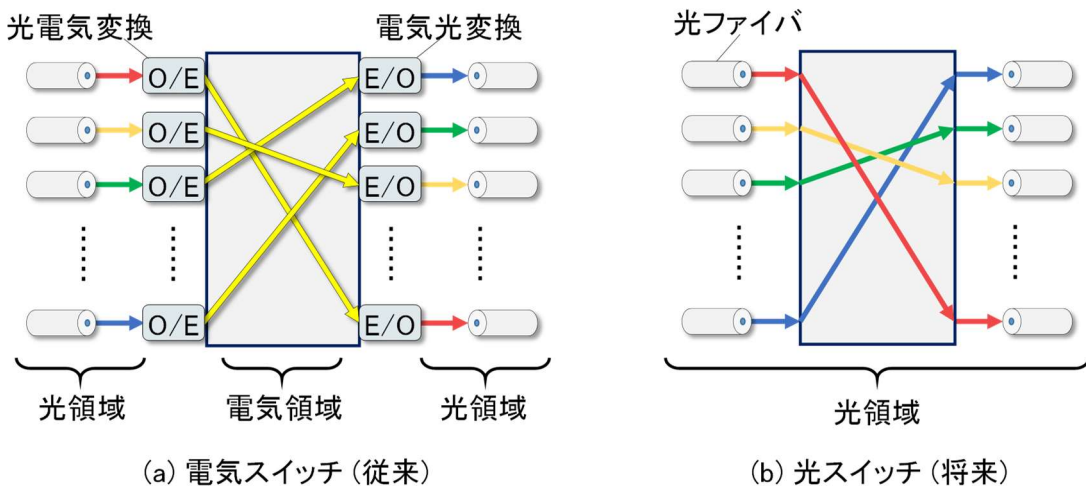 光電気変換
電気光変換
O/E
E/O
O/E
E/O
O/E
E/O
O/E
E/O
光領域
電気領域
光領域
(a) 電気スイッチ (従来)
光ファイバ
光領域
(b) 光スイッチ (将来)